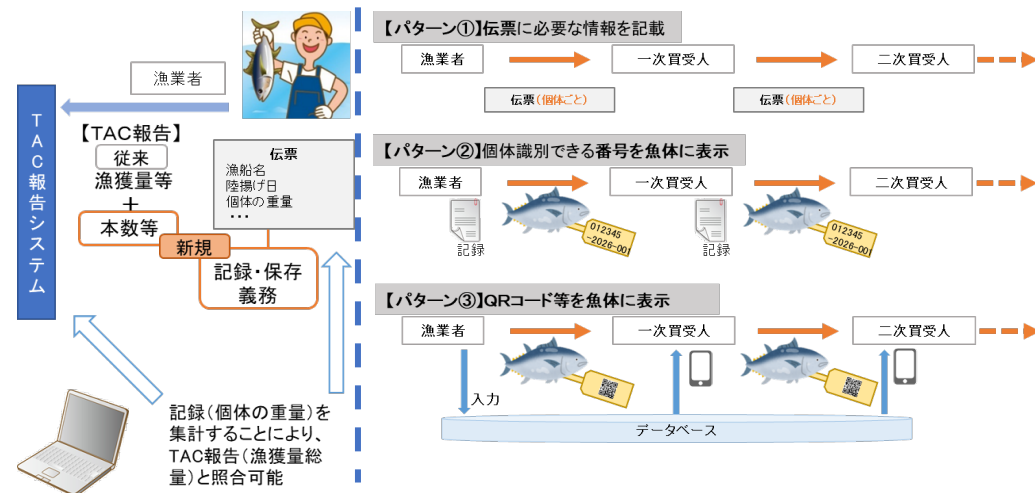 漁業者
TAC報告システム
【TAC報告】
従来
漁獲量等
+
本数等
新規
記録・保存
義務
伝票
漁船名
陸揚げ日
個体の重量
・・・
記録(個体の重量)を
集計することにより、
TAC報告(漁獲量総
量)と照合可能
【パターン①】伝票に必要な情報を記載
漁業者
一次買受人
二次買受人
伝票(個体ごと)
伝票(個体ごと)
【パターン②】個体識別できる番号を魚体に表示
漁業者
一次買受人
二次買受人
記録
012345
-2026-001
記録
012345
-2026-001
【パターン③】QRコード等を魚体に表示
漁業者
一次買受人
二次買受人
入力
データベース